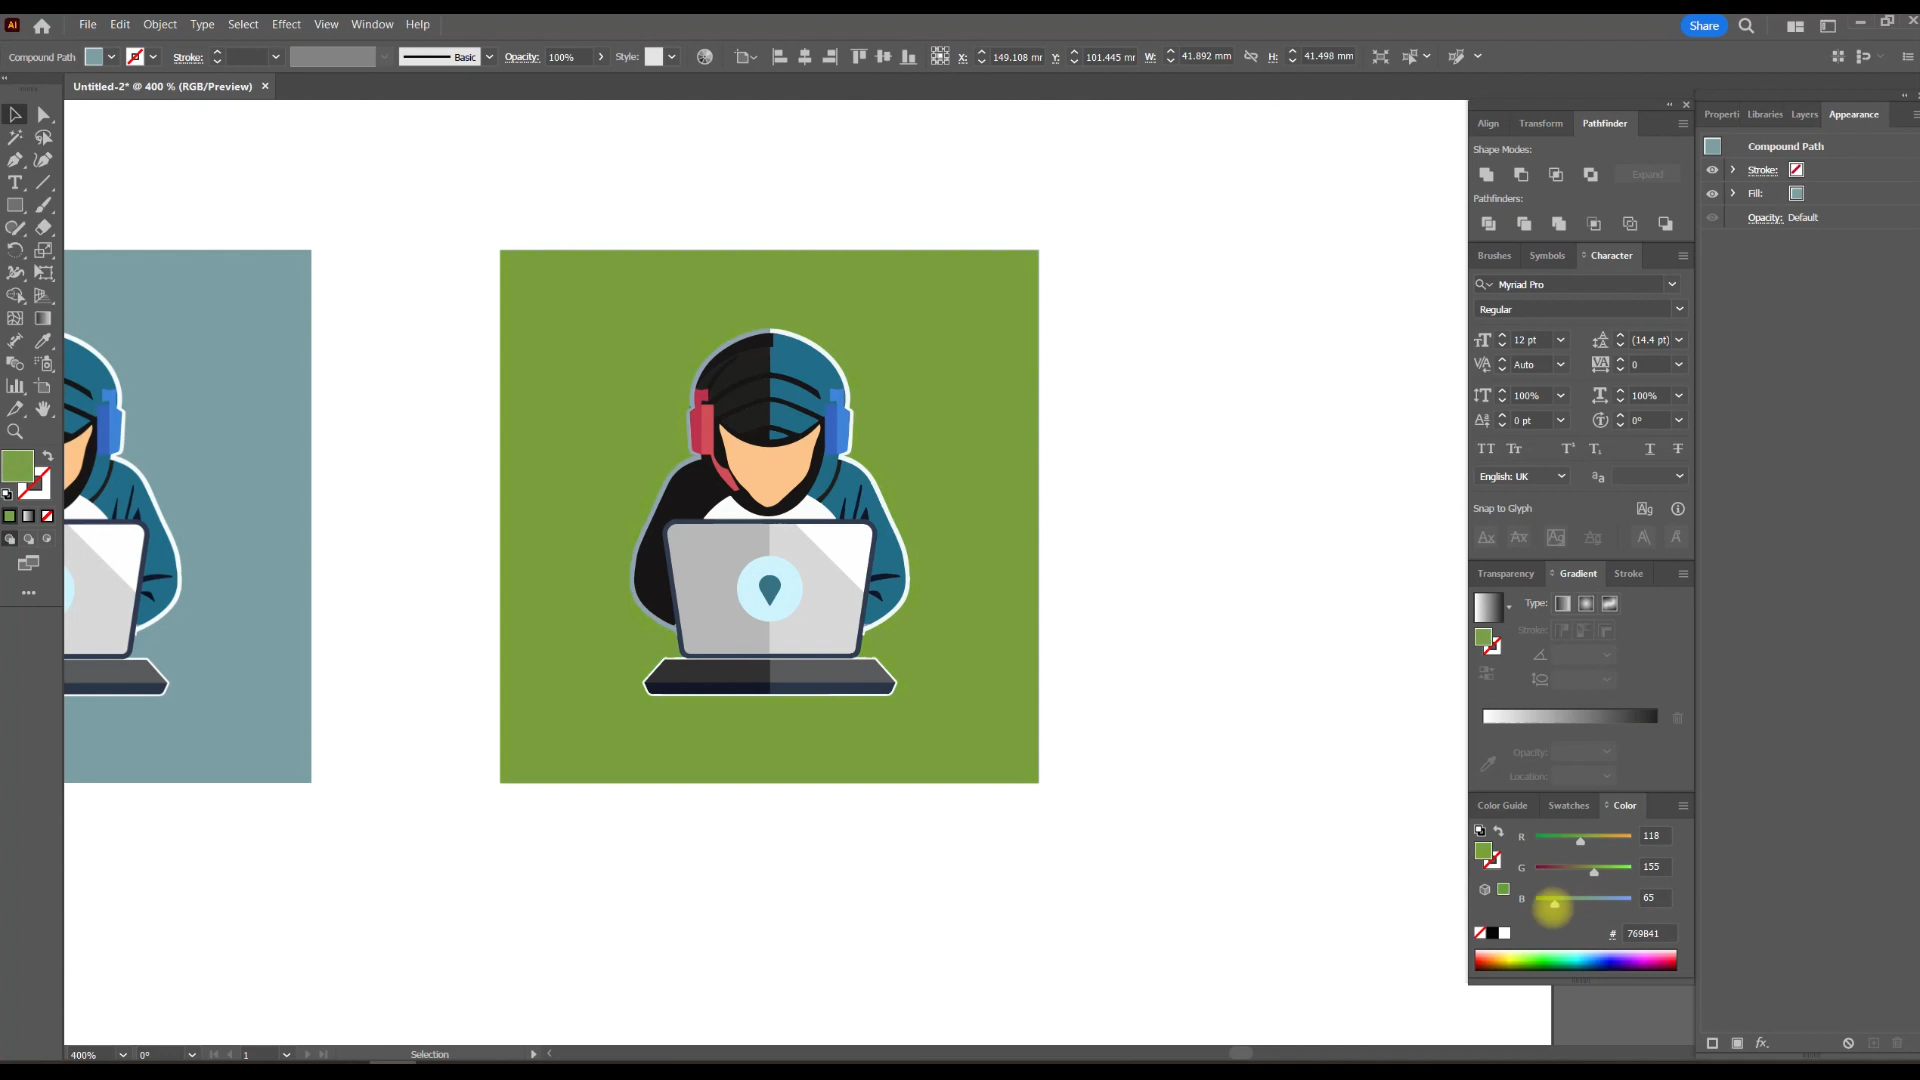 Ai File Edit Object Type Select Effect View Window Help Share
Compound Path Stroke: Basic Opacity: 100% Style: X: 149.108 mr Y: 101.445 mr W: 41.892 mm H: 41.498 mm
Untitled-2* @ 400 % (RGB/Preview) ×
Align Transform Pathfinder
Properti Libraries Layers Appearance
Shape Modes:
Compound Path
Expand
Stroke:
Pathfinders:
Fill:
Opacity: Default
Brushes Symbols Character
Myriad Pro
Regular
12 pt (14.4 pt)
Auto 0
100% 100%
0 pt 0°
English: UK
Snap to Glyph
Transparency Gradient Stroke
Type:
Stroke:
Opacity:
Location:
Color Guide Swatches Color
R 118
G 155
B 65
# 769B41
400% 0° 1 Selection
fx.